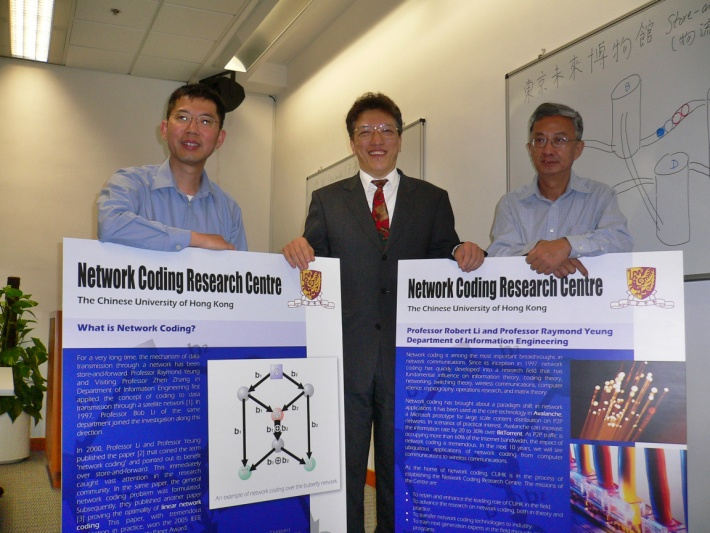 東京未來博物館
Store-a
(物流
B
D
Network Coding Research Centre
The Chinese University of Hong Kong
What is Network Coding?
For a very long time, the mechanism of data
transmission through a network has been
store-and-forward. Professor Raymond Yeung
and Visiting Professor Zhen Zhang in
Department of Information Engineering first
applied the concept of coding to data
transmission through a satellite network [1]. In
1997, Professor Bob Li of the same
department joined the investigation along this
direction.
In 2000, Professor Li and Professor Yeung
published the paper [2] that coined the term
"network coding" and pointed out its benefit
over store-and-forward. This immediately
caught vast attention in the research
community. In the same paper, the general
network coding problem was formulated.
Subsequently, they published another paper
[3] proving the optimality of linear network
coding. This paper, with tremendous
in practice, won the 2005 IEEE
b₁
b₂
b₁
b₂
b₁
b₂
b₁⊕b₂
b₁⊕b₂
An example of network coding over the butterfly network.
Network Coding Research Centre
The Chinese University of Hong Kong
Professor Robert Li and Professor Raymond Yeung
Department of Information Engineering
Network coding is among the most important breakthroughs in
network communications. Since its inception in 1997, network
coding has quickly developed into a research field that has
fundamental influence on information theory, coding theory,
networking, switching theory, wireless communications, computer
science, cryptography, operations research, and matrix theory.
Network coding has brought about a paradigm shift in network
applications. It has been used as the core technology in Avalanche,
a Microsoft prototype for large scale content distribution on P2P
Networks. In scenarios of practical interest, Avalanche can increase
the information rate by 20 to 30% over BitTorrent. As P2P traffic is
occupying more than 60% of the Internet bandwidth, the impact of
network coding is tremendous. In the next 10 years, we will see
ubiquitous applications of network coding from computer
communications to wireless communication.
As the home of Network coding, CUHK is in the process of
establishing the Network Coding Research Centre. The missions of
the Centre are
• To retain and enhance the leading role of CUHK in the field.
• To advance the research on network coding, both in theory and
practice.
• To transfer network coding technologies to industry.
• To train next generation experts in the field through
programs.